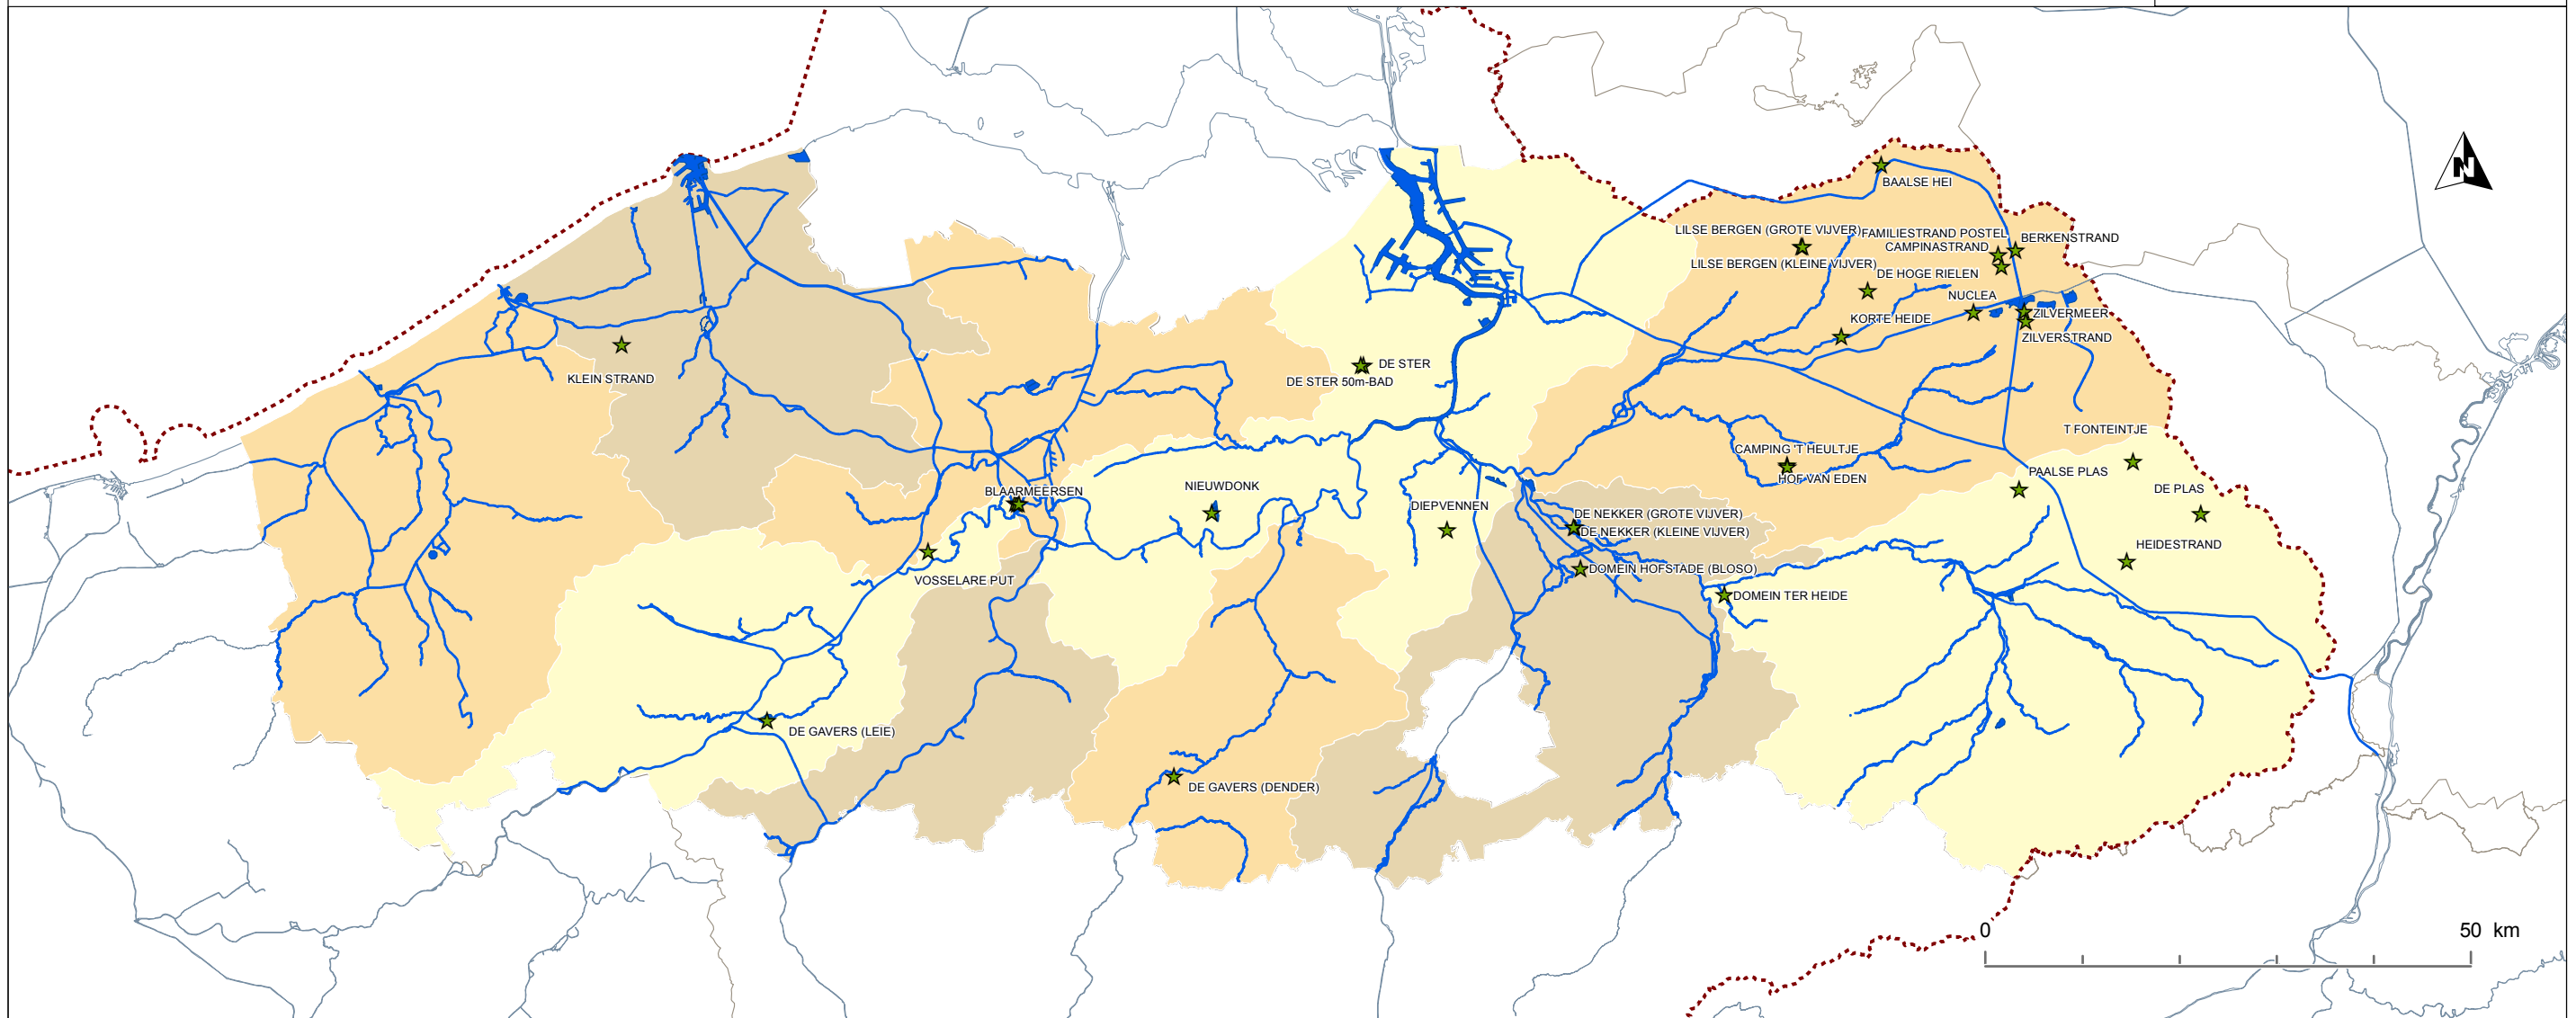 N
BAALSE HEI
LILSE BERGEN (GROTE VIJVER)
FAMILIESTRAND POSTEL
BERKENSTRAND
CAMPINASTRAND
LILSE BERGEN (KLEINE VIJVER)
DE HOGE RIELEN
NUCLEA
ZILVERMEER
KORTE HEIDE
ZILVERSTRAND
DE STER
KLEIN STRAND
DE STER 50m-BAD
T FONTEINTJE
CAMPING 'T HEULTJE
PAALSE PLAS
HOF VAN EDEN
NIEUWDONK
BLAARMEERSEN
DE PLAS
DIEPVENNEN
DE NEKKER (GROTE VIJVER)
DE NEKKER (KLEINE VIJVER)
HEIDESTRAND
DOMEIN HOFSTADE (BLOSO)
VOSSELARE PUT
DOMEIN TER HEIDE
DE GAVERS (LEIE)
DE GAVERS (DENDER)
0 50 km